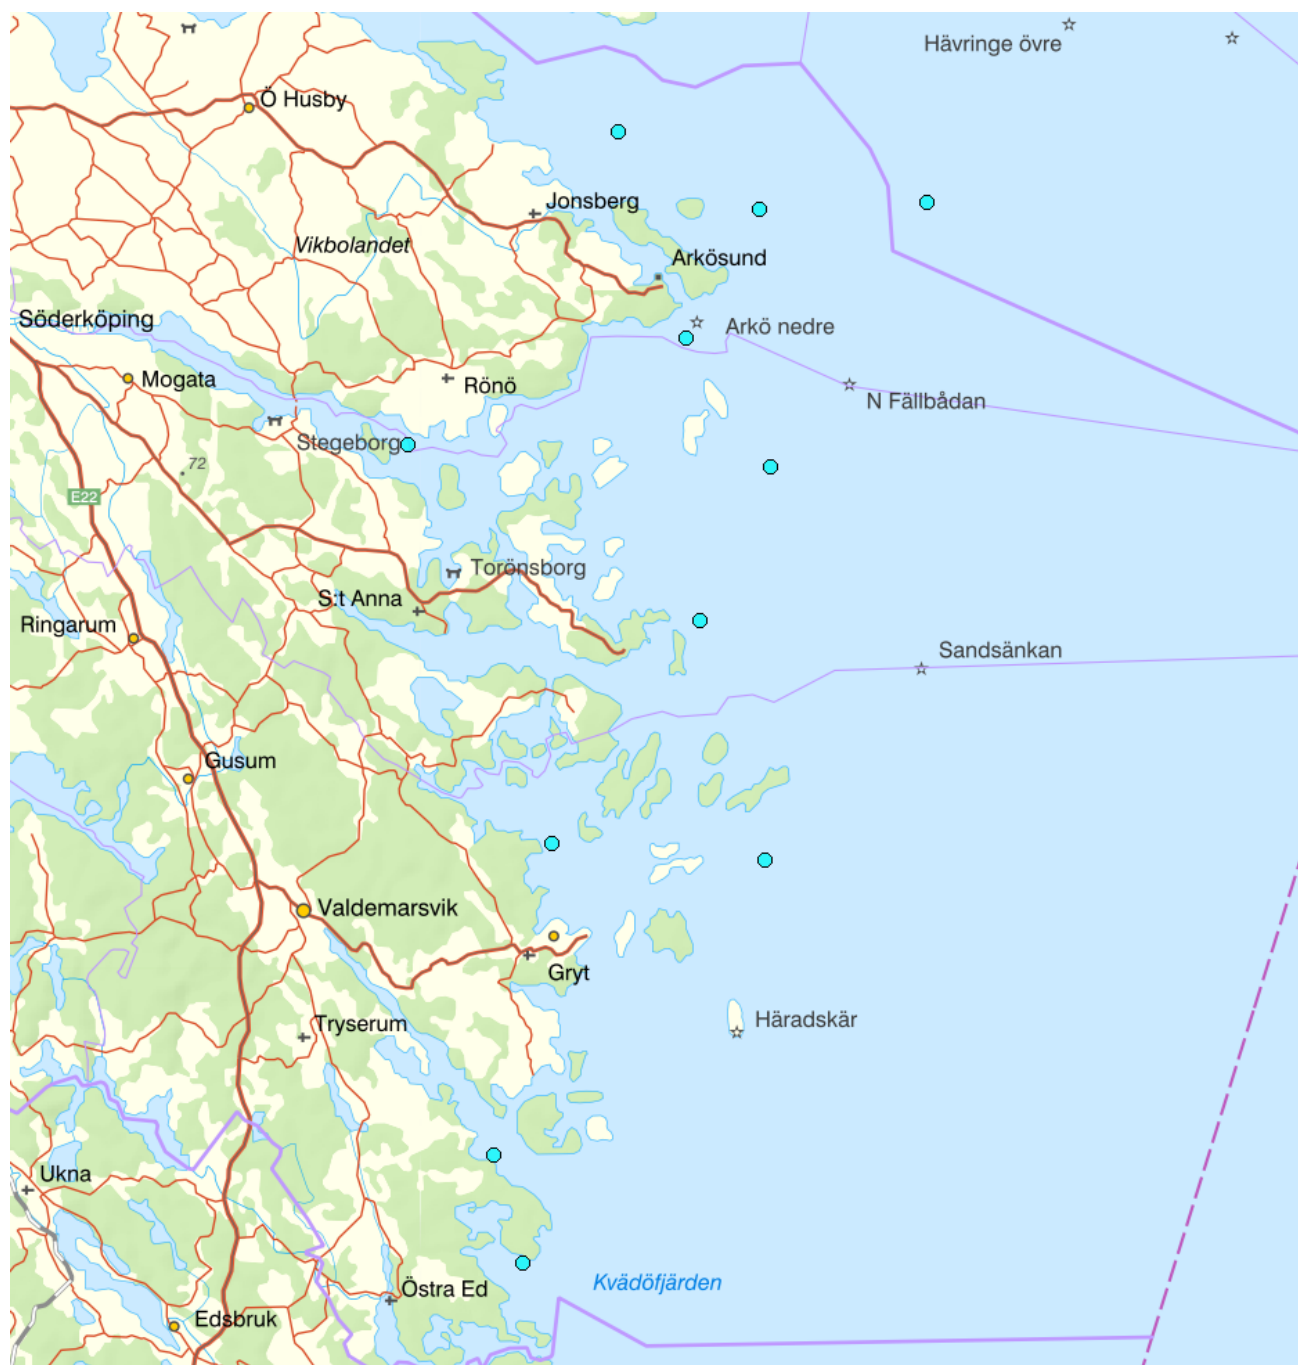 Hävringe övre
Ö Husby
Jonsberg
Vikbolandet
Arkösund
Söderköping
Arkö nedre
Mogata
Rönö
N Fällbådan
Stegeborg
72
E22
Torönsborg
S:t Anna
Ringarum
Sandsänkan
Gusum
Valdemarsvik
Gryt
Häradskär
Tryserum
Ukna
Kvädöfjärden
Östra Ed
Edsbruk